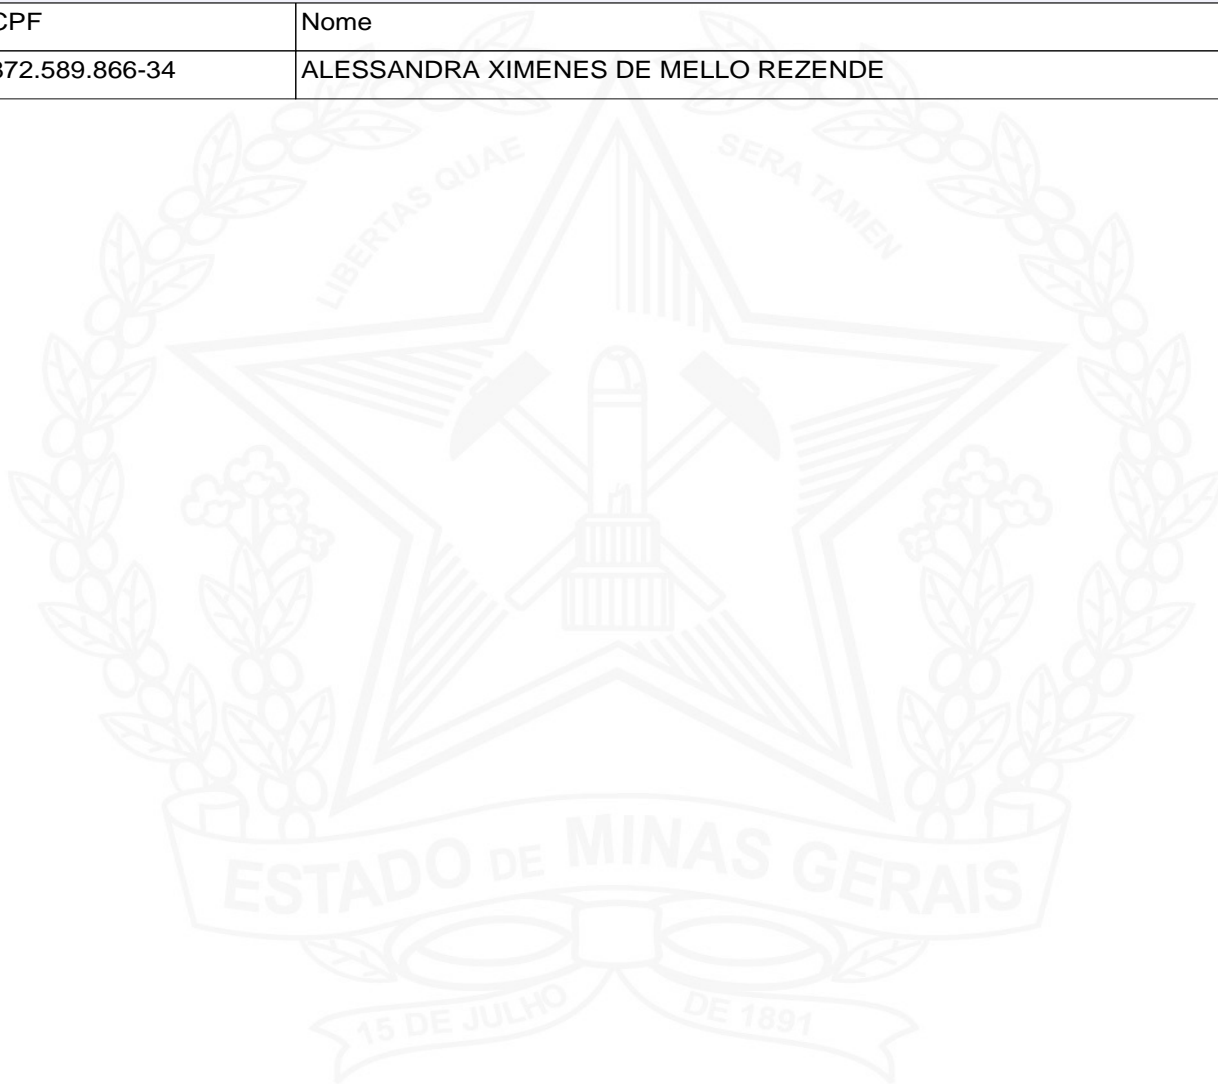 CPF Nome
872.589.866-34 ALESSANDRA XIMENES DE MELLO REZENDE
LIBERTAS QUAE SERA TAMEN
ESTADO DE MINAS GERAIS
15 DE JULHO DE 1891